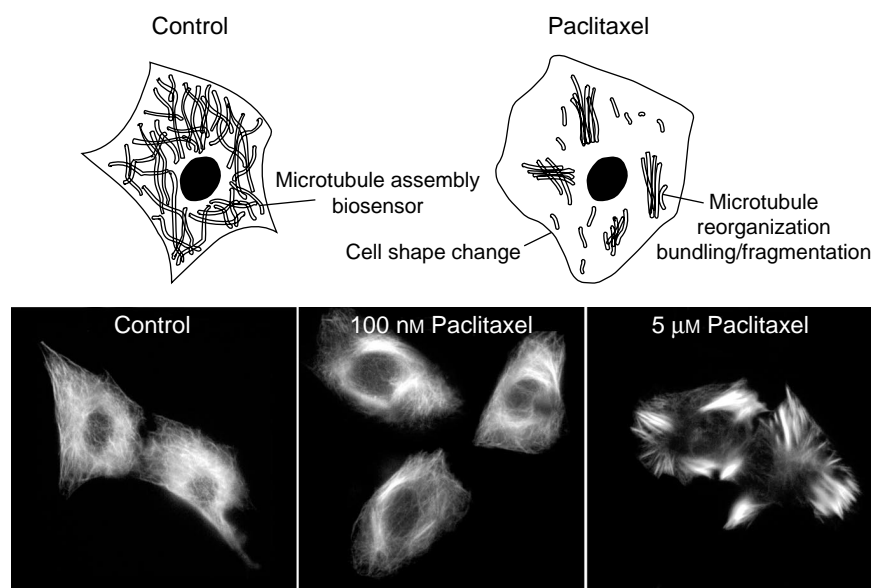 Control
Paclitaxel
Microtubule assembly
biosensor
Microtubule
reorganization
bundling/fragmentation
Cell shape change
Control
100 nM Paclitaxel
5 μM Paclitaxel